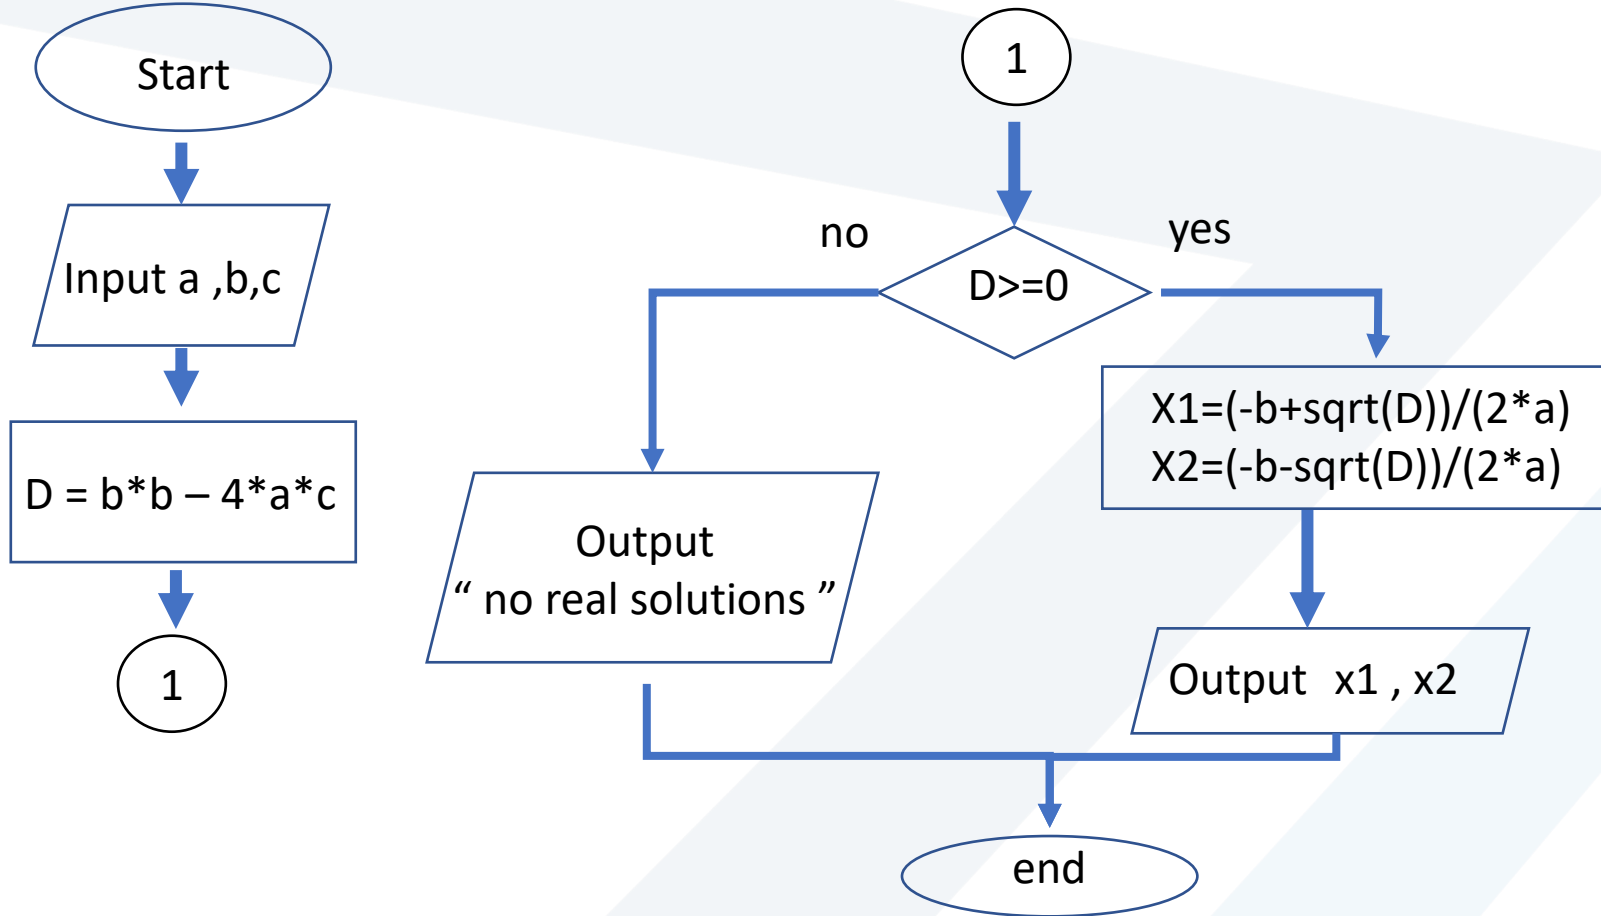 Start
Input a ,b,c
D = b*b – 4*a*c
1
1
no
yes
D>=0
X1=(-b+sqrt(D))/(2*a)
X2=(-b-sqrt(D))/(2*a)
Output
“ no real solutions ”
Output x1 , x2
end